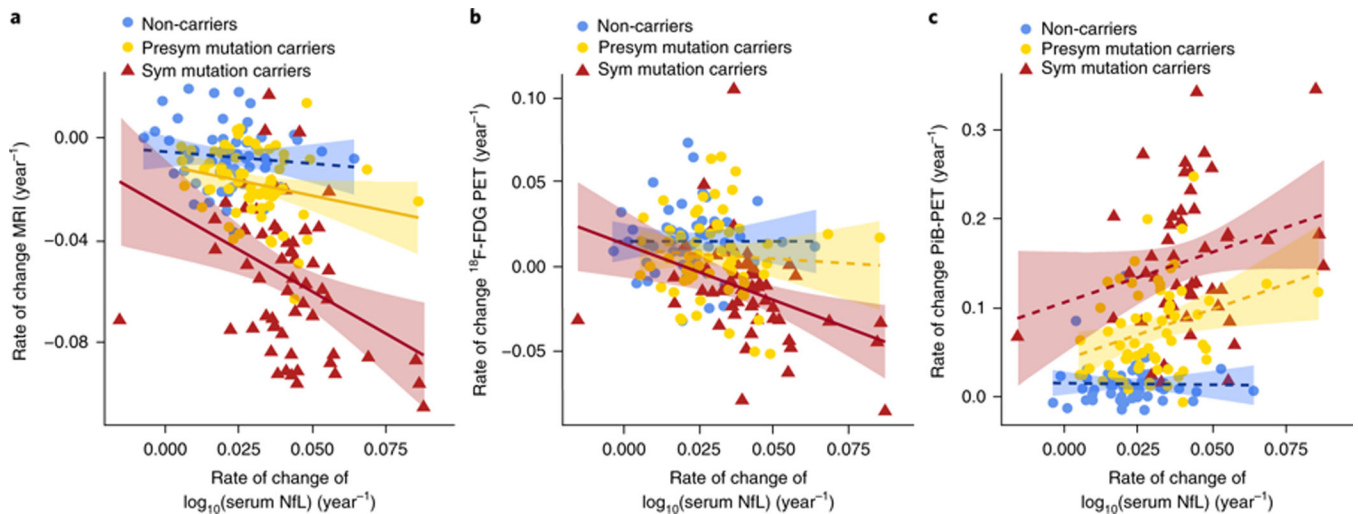 a
Non-carriers
Presym mutation carriers
Sym mutation carriers
Rate of change MRI (year⁻¹)
0.00
−0.04
−0.08
0.000 0.025 0.050 0.075
Rate of change of
log₁₀(serum NfL) (year⁻¹)
b
Non-carriers
Presym mutation carriers
Sym mutation carriers
Rate of change ¹⁸F-FDG PET (year⁻¹)
0.10
0.05
0.00
−0.05
0.000 0.025 0.050 0.075
Rate of change of
log₁₀(serum NfL) (year⁻¹)
c
Non-carriers
Presym mutation carriers
Sym mutation carriers
Rate of change PiB-PET (year⁻¹)
0.3
0.2
0.1
0.0
0.000 0.025 0.050 0.075
Rate of change of
log₁₀(serum NfL) (year⁻¹)